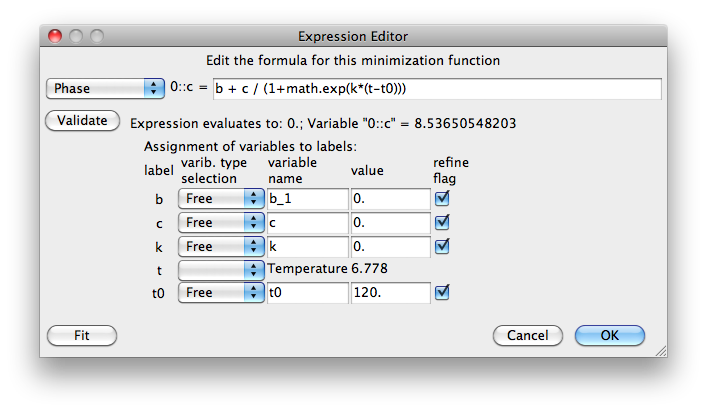 Expression Editor
Edit the formula for this minimization function
Phase 0::c = b + c / (1+math.exp(k*(t-t0)))
Validate Expression evaluates to: 0.; Variable "0::c" = 8.53650548203
Assignment of variables to labels:
label varib. type selection variable name value refine flag
b Free b_1 0.
c Free c 0.
k Free k 0.
t Temperature 6.778
t0 Free t0 120.
Fit Cancel OK